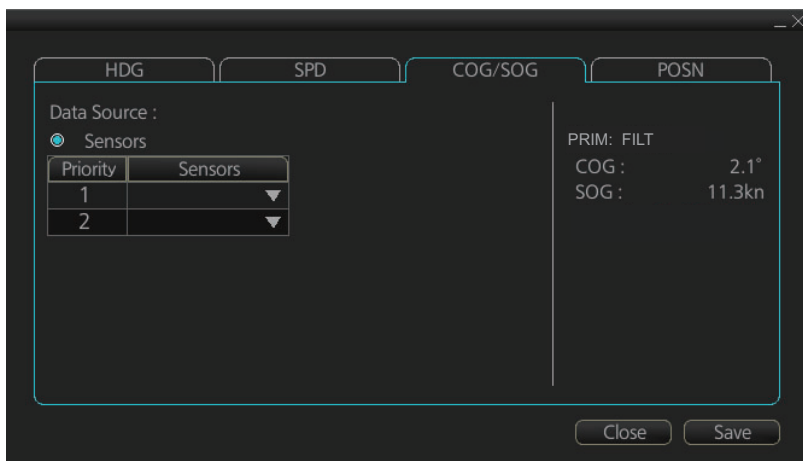 HDG SPD COG/SOG POSN
Data Source :
Sensors
Priority Sensors
1
2
PRIM: FILT
COG : 2.1°
SOG : 11.3kn
Close Save